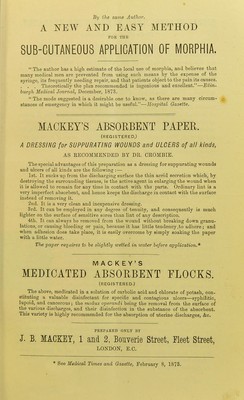 By the same Author.
A NEW AND EASY METHOD
FOR THE
SUB-CUTANEOUS APPLICATION OF MORPHIA.
"The author has a high estimate of the local use of morphia, and believes that
many medical men are prevented from using such means by the expense of the
syringe, its frequently needing repair, and that patients object to the pain its causes.
Theoretically the plan recommended is ingenious and excellent."—Edin-
burgh Medical Journal, December, 1873.
"The mode suggested is a desirable one to know, as there are many circum-
stances of emergency in which it might be useful."—Hospital Gazette.
MACKEY'S ABSORBENT PAPER.
(REGISTERED.)
A DRESSING for SUPPURATING WOUNDS and ULCERS of all kinds,
AS RECOMMENDED BY DR. CROMBIE.
The special advantages of this preparation as a dressing for suppurating wounds
and ulcers of all kinds are the following:—
1st. It sucks up from the discharging surface the thin acrid secretion which, by
destroying the surrounding tissues, is the active agent in enlarging the wound when
it is allowed to remain for any time in contact with the parts. Ordinary lint is a
very imperfect absorbent, and hence keeps the discharge in contact with the surface
instead of removing it.
2nd. It is a very clean and inexpensive dressing.
3rd. It can be employed in any degree of tenuity, and consequently is much
lighter on the surface of sensitive sores than lint of any description.
4th. It can always be removed from the wound without breaking down granu-
lations, or causing bleeding or pain, because it has little tendency to adhere; and
when adhesion does take place, it is easily overcome by simply soaking the paper
with a little water.
The paper requires to be slightly wetted in water before application.*
MACKEY'S
MEDICATED ABSORBENT FLOCKS.
(REGISTERED.)
The above, medicated in a solution of carbolic acid and chlorate of potash, con-
stituting a valuable disinfectant for specific and contagious ulcers—syphilitic,
lupoid, and cancerous; the modus operandi being the removal from the surface of
the various discharges, and their disinfection in the substance of the absorbent.
This variety is highly recommended for the absorption of uterine discharges, &c.
PREPARED ONLY BY
J. B. MACKEY, 1 and 2, Bouverie Street, Fleet Street,
LONDON, E.C.
* See Medical Times and Gazette, February 8, 1873.